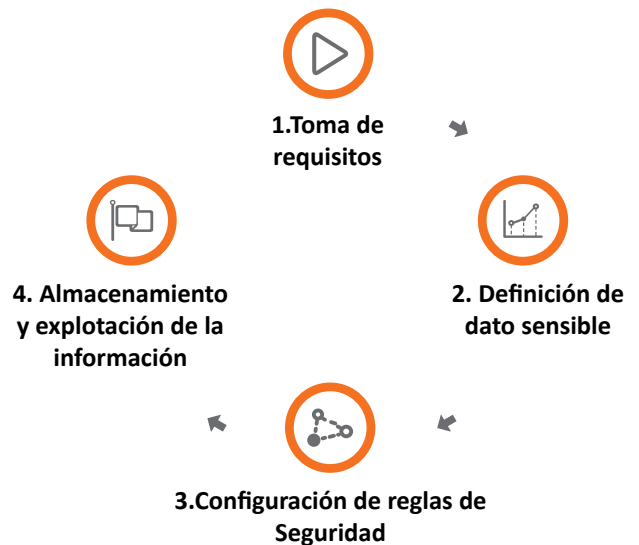 1.Toma de
requisitos
2. Definición de
dato sensible
3.Configuración de reglas de
Seguridad
4. Almacenamiento
y explotación de la
información